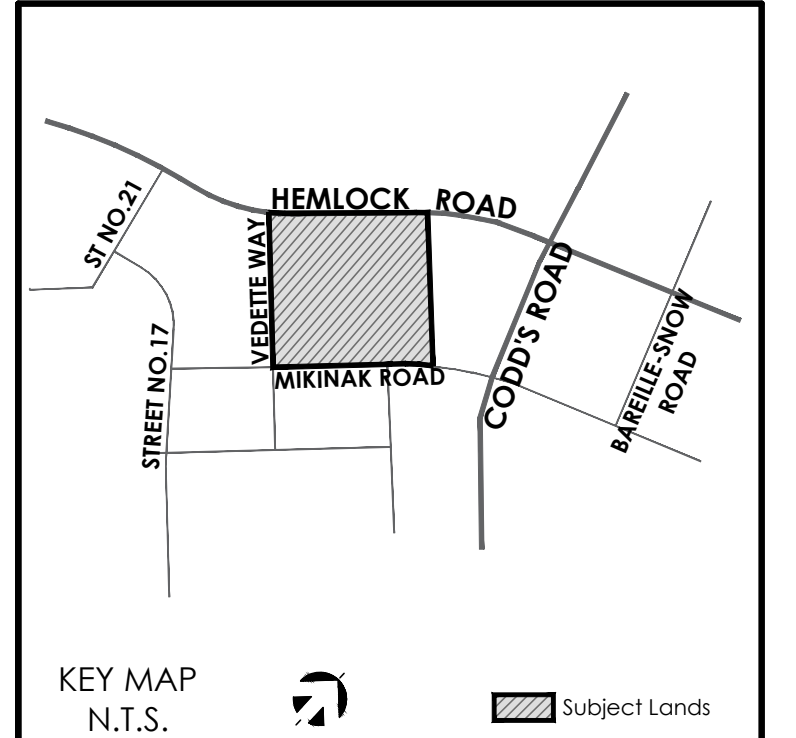 ST NO.21
HEMLOCK ROAD
VEDETTE WAY
CODD'S ROAD
BAREILLE-SNOW
ROAD
STREET NO.17
MIKINAK ROAD
KEY MAP
N.T.S.
Subject Lands